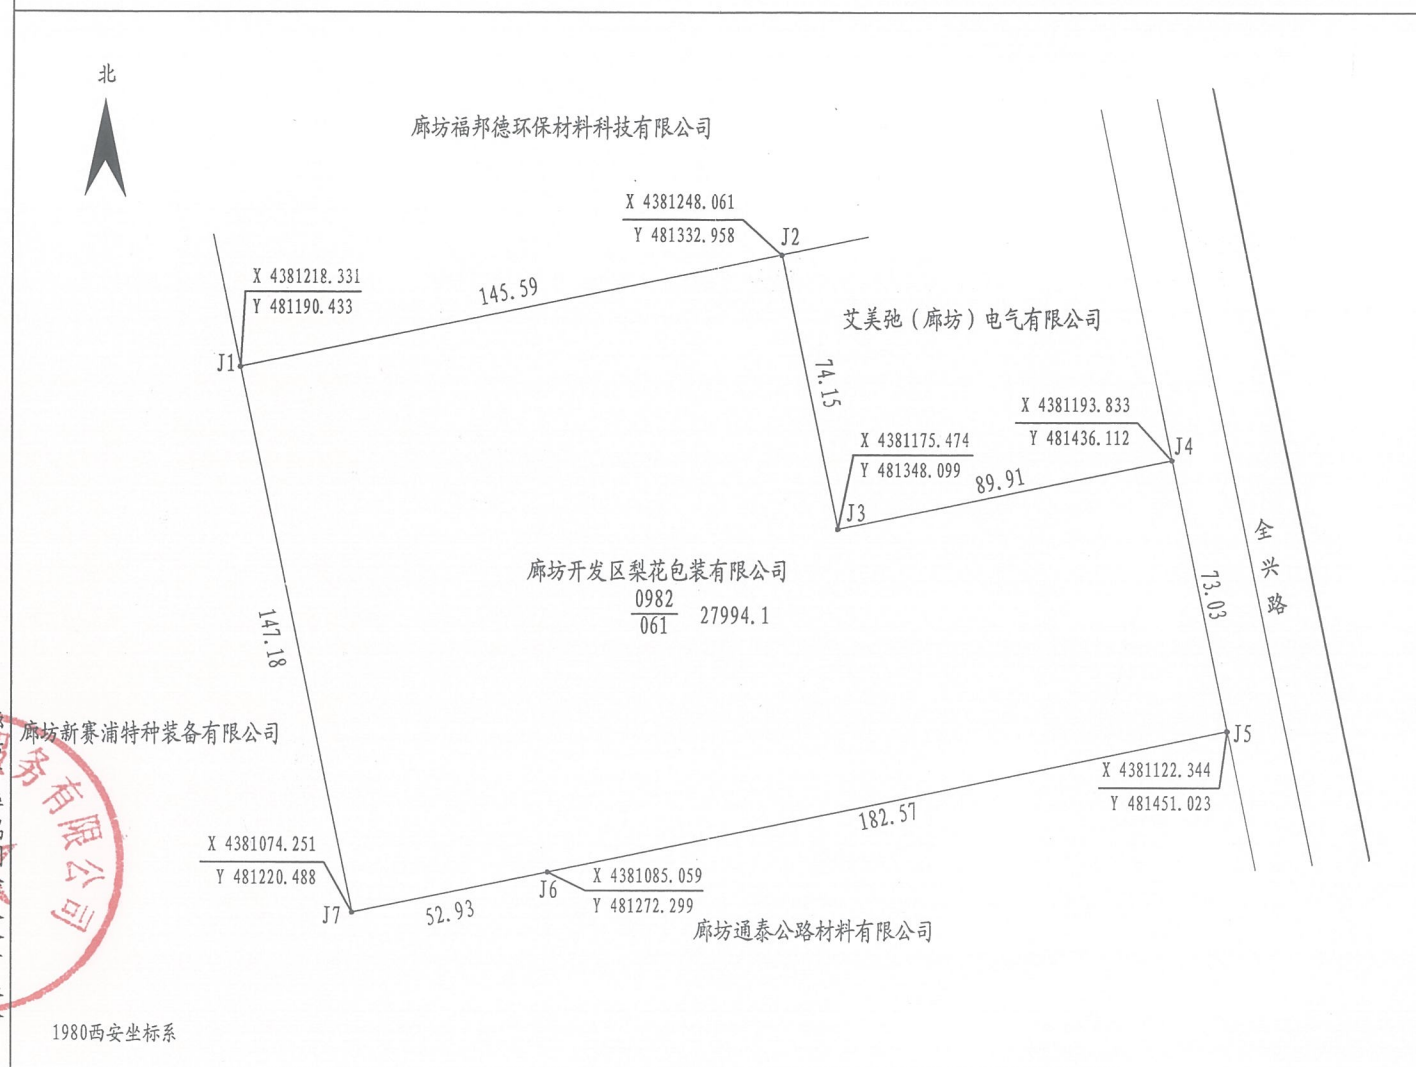 北
廊坊福邦德环保材料科技有限公司
X 4381248.061
Y 481332.958
J2
X 4381218.331
Y 481190.433
145.59
J1
艾美弛（廊坊）电气有限公司
74.15
X 4381193.833
Y 481436.112
J4
X 4381175.474
Y 481348.099
89.91
J3
全兴路
廊坊开发区梨花包装有限公司
0982
061
27994.1
73.03
147.18
廊坊新赛浦特种装备有限公司
J5
X 4381122.344
Y 481451.023
182.57
X 4381074.251
Y 481220.488
J7
52.93
J6
X 4381085.059
Y 481272.299
廊坊通泰公路材料有限公司
务有限公司
1980西安坐标系